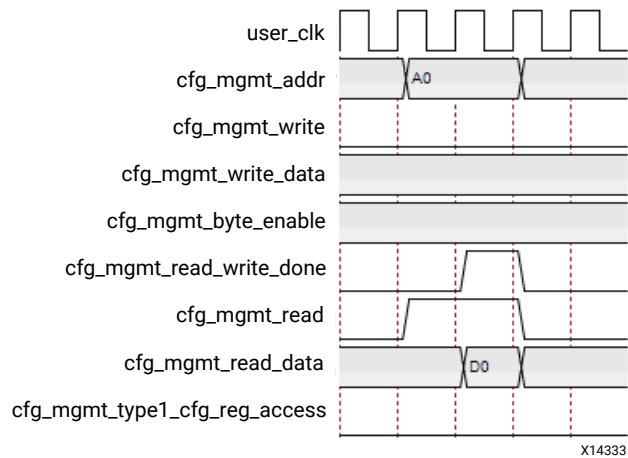 user_clk
cfg_mgmt_addr
A0
cfg_mgmt_write
cfg_mgmt_write_data
cfg_mgmt_byte_enable
cfg_mgmt_read_write_done
cfg_mgmt_read
cfg_mgmt_read_data
D0
cfg_mgmt_type1_cfg_reg_access
X14333